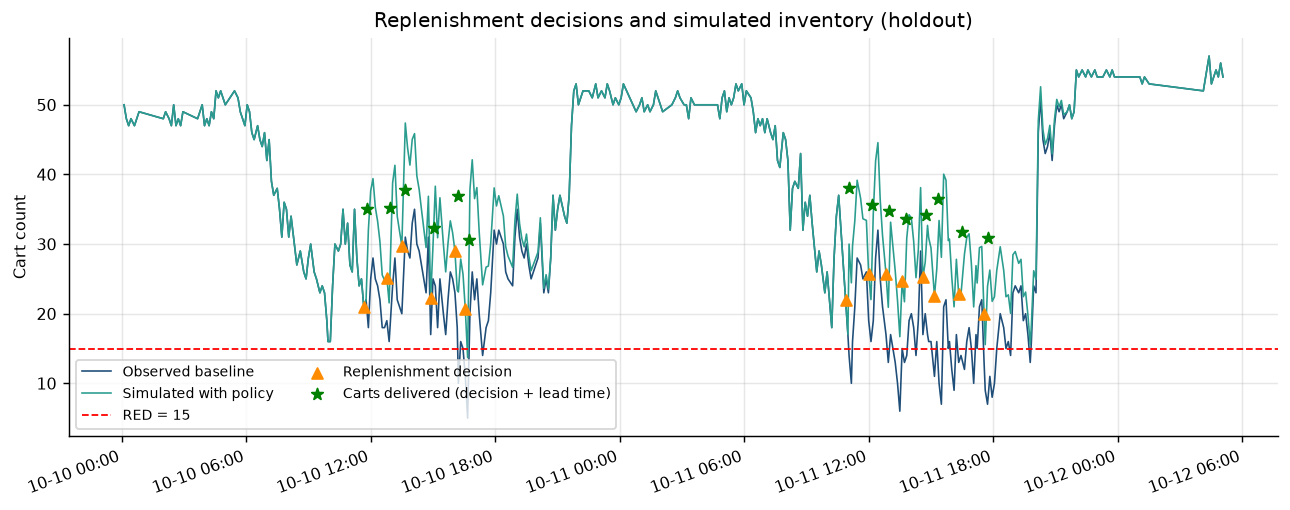 Replenishment decisions and simulated inventory (holdout)
Cart count
50
40
30
20
10
Observed baseline
Simulated with policy
RED = 15
Replenishment decision
Carts delivered (decision + lead time)
10-10 00:00
10-10 06:00
10-10 12:00
10-10 18:00
10-11 00:00
10-11 06:00
10-11 12:00
10-11 18:00
10-12 00:00
10-12 06:00